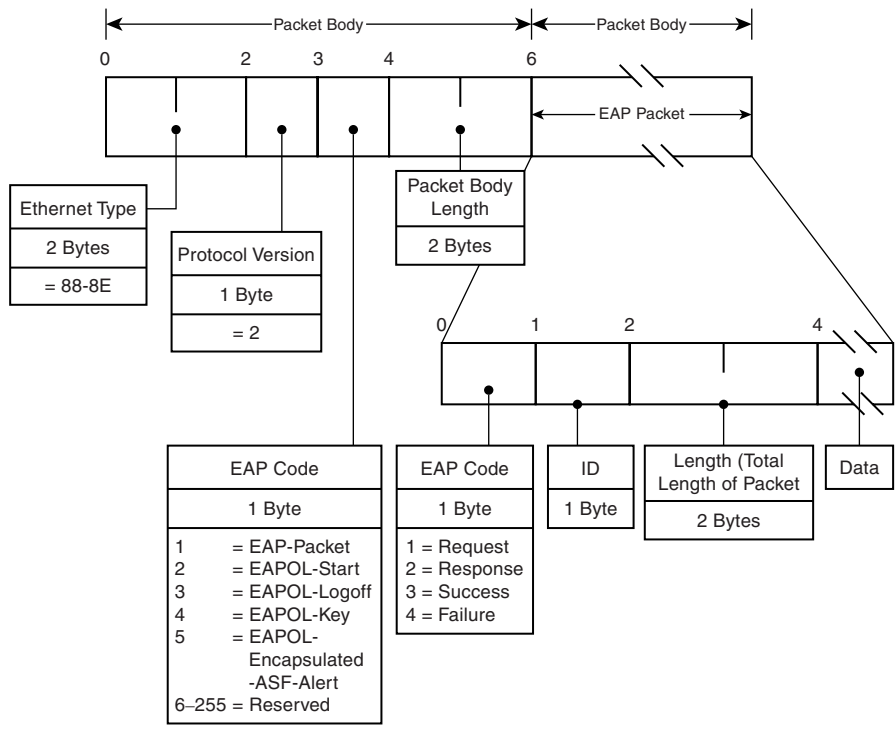 Packet Body
Packet Body
0 2 3 4 6
EAP Packet
Ethernet Type
2 Bytes
= 88-8E
Protocol Version
1 Byte
= 2
Packet Body
Length
2 Bytes
0 1 2 4
EAP Code
1 Byte
1 = EAP-Packet
2 = EAPOL-Start
3 = EAPOL-Logoff
4 = EAPOL-Key
5 = EAPOL-
Encapsulated
-ASF-Alert
6–255 = Reserved
EAP Code
1 Byte
1 = Request
2 = Response
3 = Success
4 = Failure
ID
1 Byte
Length (Total
Length of Packet
2 Bytes
Data